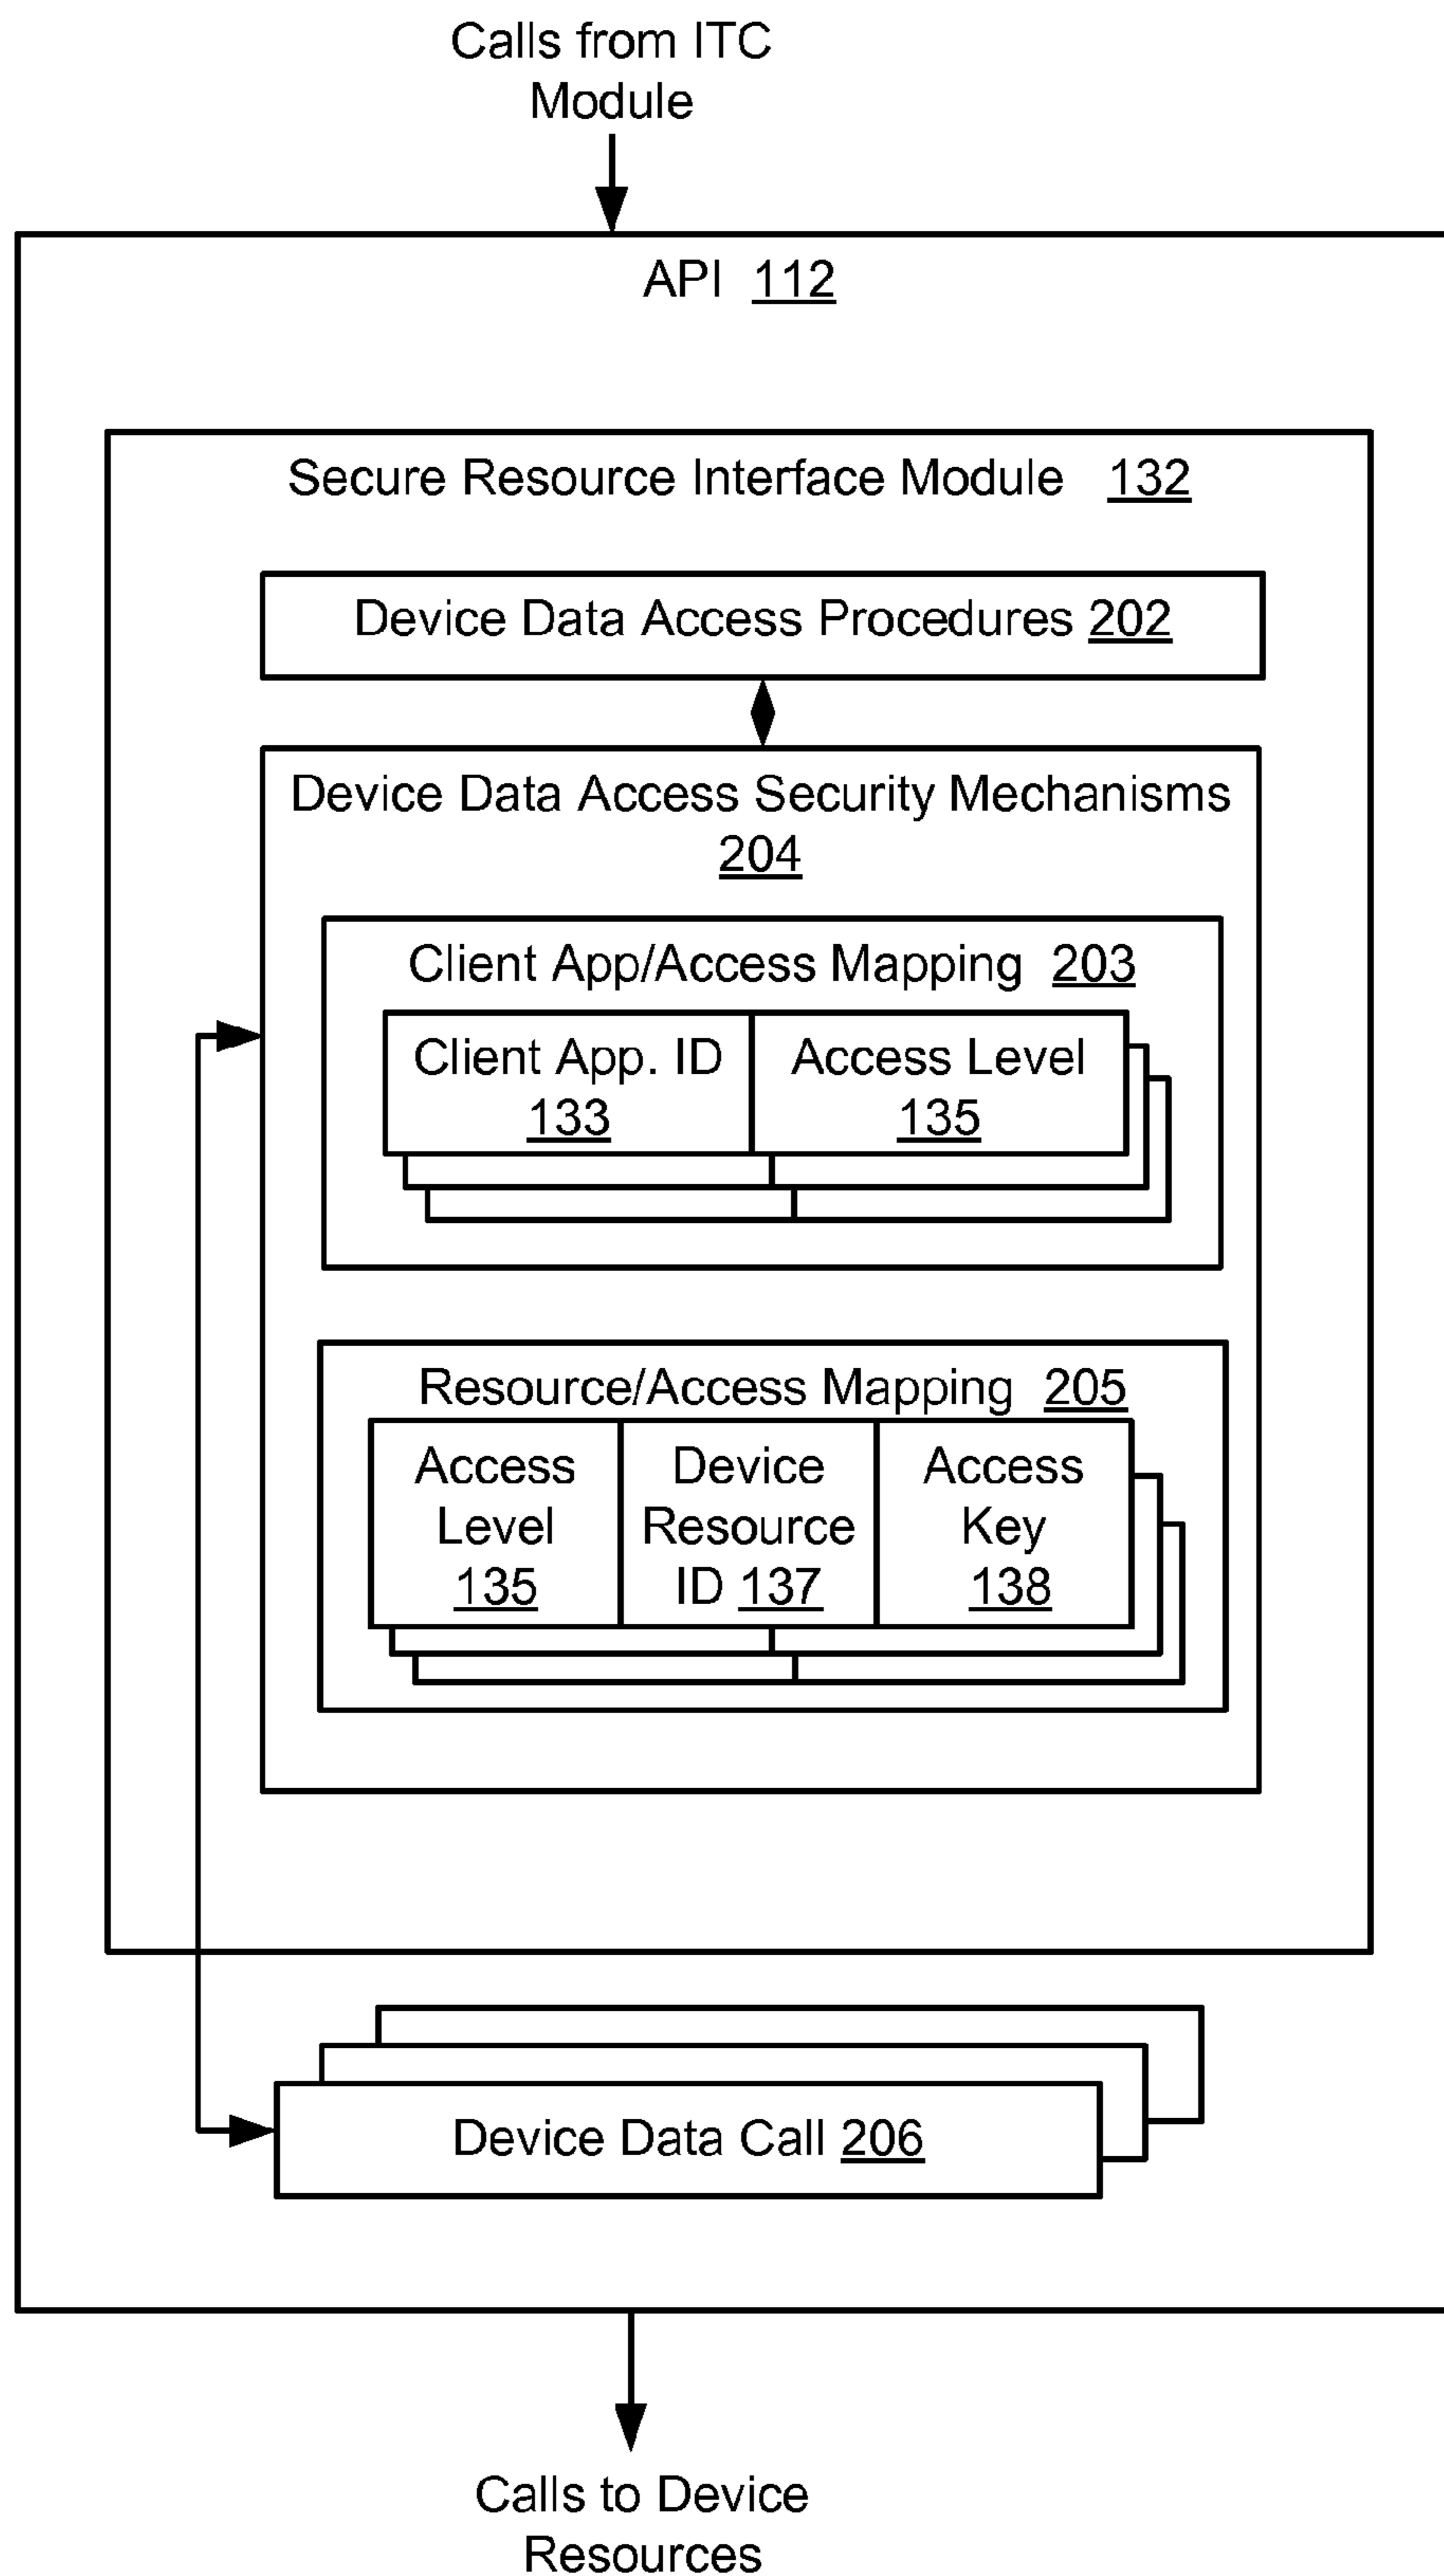 Calls from ITC
Module
API 112
Secure Resource Interface Module 132
Device Data Access Procedures 202
Device Data Access Security Mechanisms
204
Client App/Access Mapping 203
Client App. ID
133
Access Level
135
Resource/Access Mapping 205
Access
Level
135
Device
Resource
ID 137
Access
Key
138
Device Data Call 206
Calls to Device
Resources